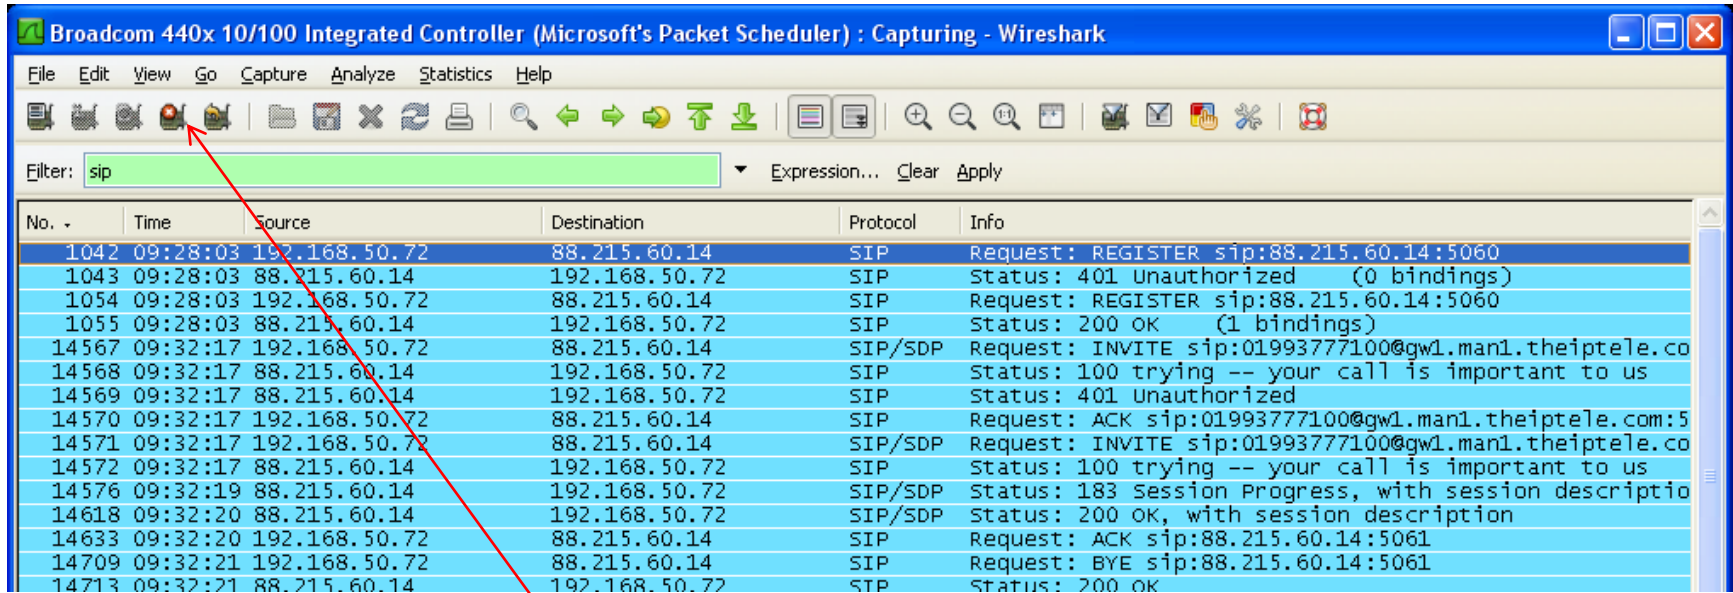 Broadcom 440x 10/100 Integrated Controller (Microsoft's Packet Scheduler) : Capturing - Wireshark
File Edit View Go Capture Analyze Statistics Help
Filter: sip Expression... Clear Apply
No. Time Source Destination Protocol Info
1042 09:28:03 192.168.50.72 88.215.60.14 SIP Request: REGISTER sip:88.215.60.14:5060
1043 09:28:03 88.215.60.14 192.168.50.72 SIP Status: 401 Unauthorized (0 bindings)
1054 09:28:03 192.168.50.72 88.215.60.14 SIP Request: REGISTER sip:88.215.60.14:5060
1055 09:28:03 88.215.60.14 192.168.50.72 SIP Status: 200 OK (1 bindings)
14567 09:32:17 192.168.50.72 88.215.60.14 SIP/SDP Request: INVITE sip:01993777100@gw1.man1.theiptele.co
14568 09:32:17 88.215.60.14 192.168.50.72 SIP Status: 100 trying -- your call is important to us
14569 09:32:17 88.215.60.14 192.168.50.72 SIP Status: 401 Unauthorized
14570 09:32:17 192.168.50.72 88.215.60.14 SIP Request: ACK sip:01993777100@gw1.man1.theiptele.com:5
14571 09:32:17 192.168.50.72 88.215.60.14 SIP/SDP Request: INVITE sip:01993777100@gw1.man1.theiptele.co
14572 09:32:17 88.215.60.14 192.168.50.72 SIP Status: 100 trying -- your call is important to us
14576 09:32:19 88.215.60.14 192.168.50.72 SIP/SDP Status: 183 Session Progress, with session descriptio
14618 09:32:20 88.215.60.14 192.168.50.72 SIP/SDP Status: 200 OK, with session description
14633 09:32:20 192.168.50.72 88.215.60.14 SIP Request: ACK sip:88.215.60.14:5061
14709 09:32:21 192.168.50.72 88.215.60.14 SIP Request: BYE sip:88.215.60.14:5061
14713 09:32:21 88.215.60.14 192.168.50.72 SIP Status: 200 OK